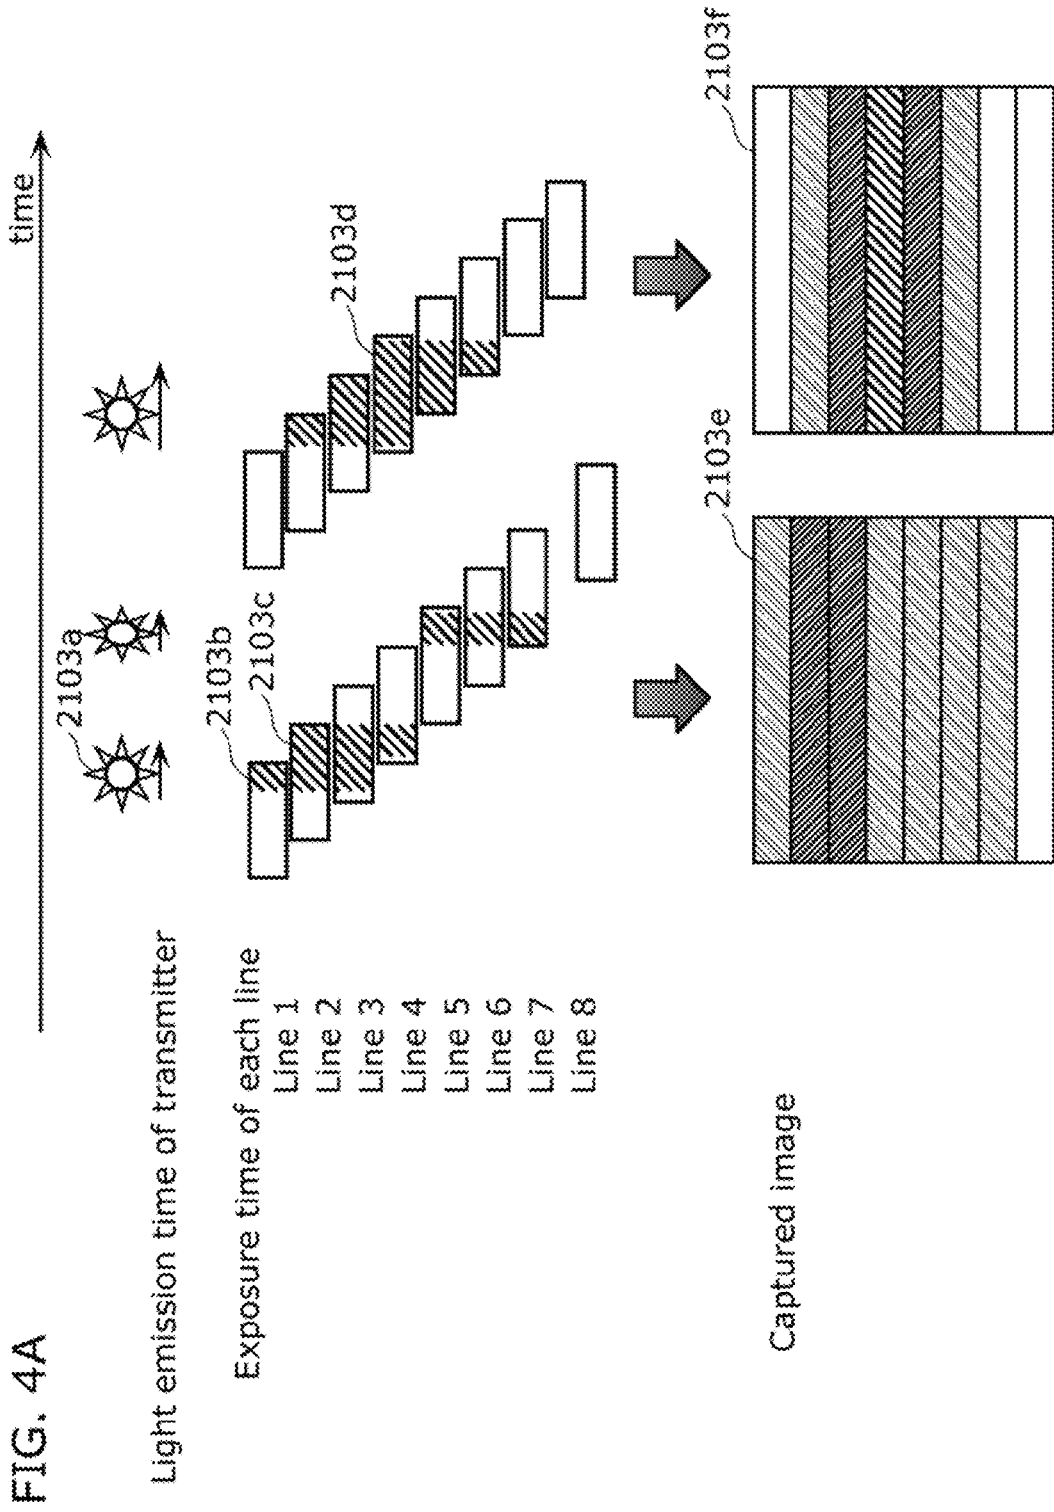 FIG. 4A
time
Light emission time of transmitter
2103a
Exposure time of each line
2103b
2103c
2103d
Line 1
Line 2
Line 3
Line 4
Line 5
Line 6
Line 7
Line 8
Captured image
2103e
2103f